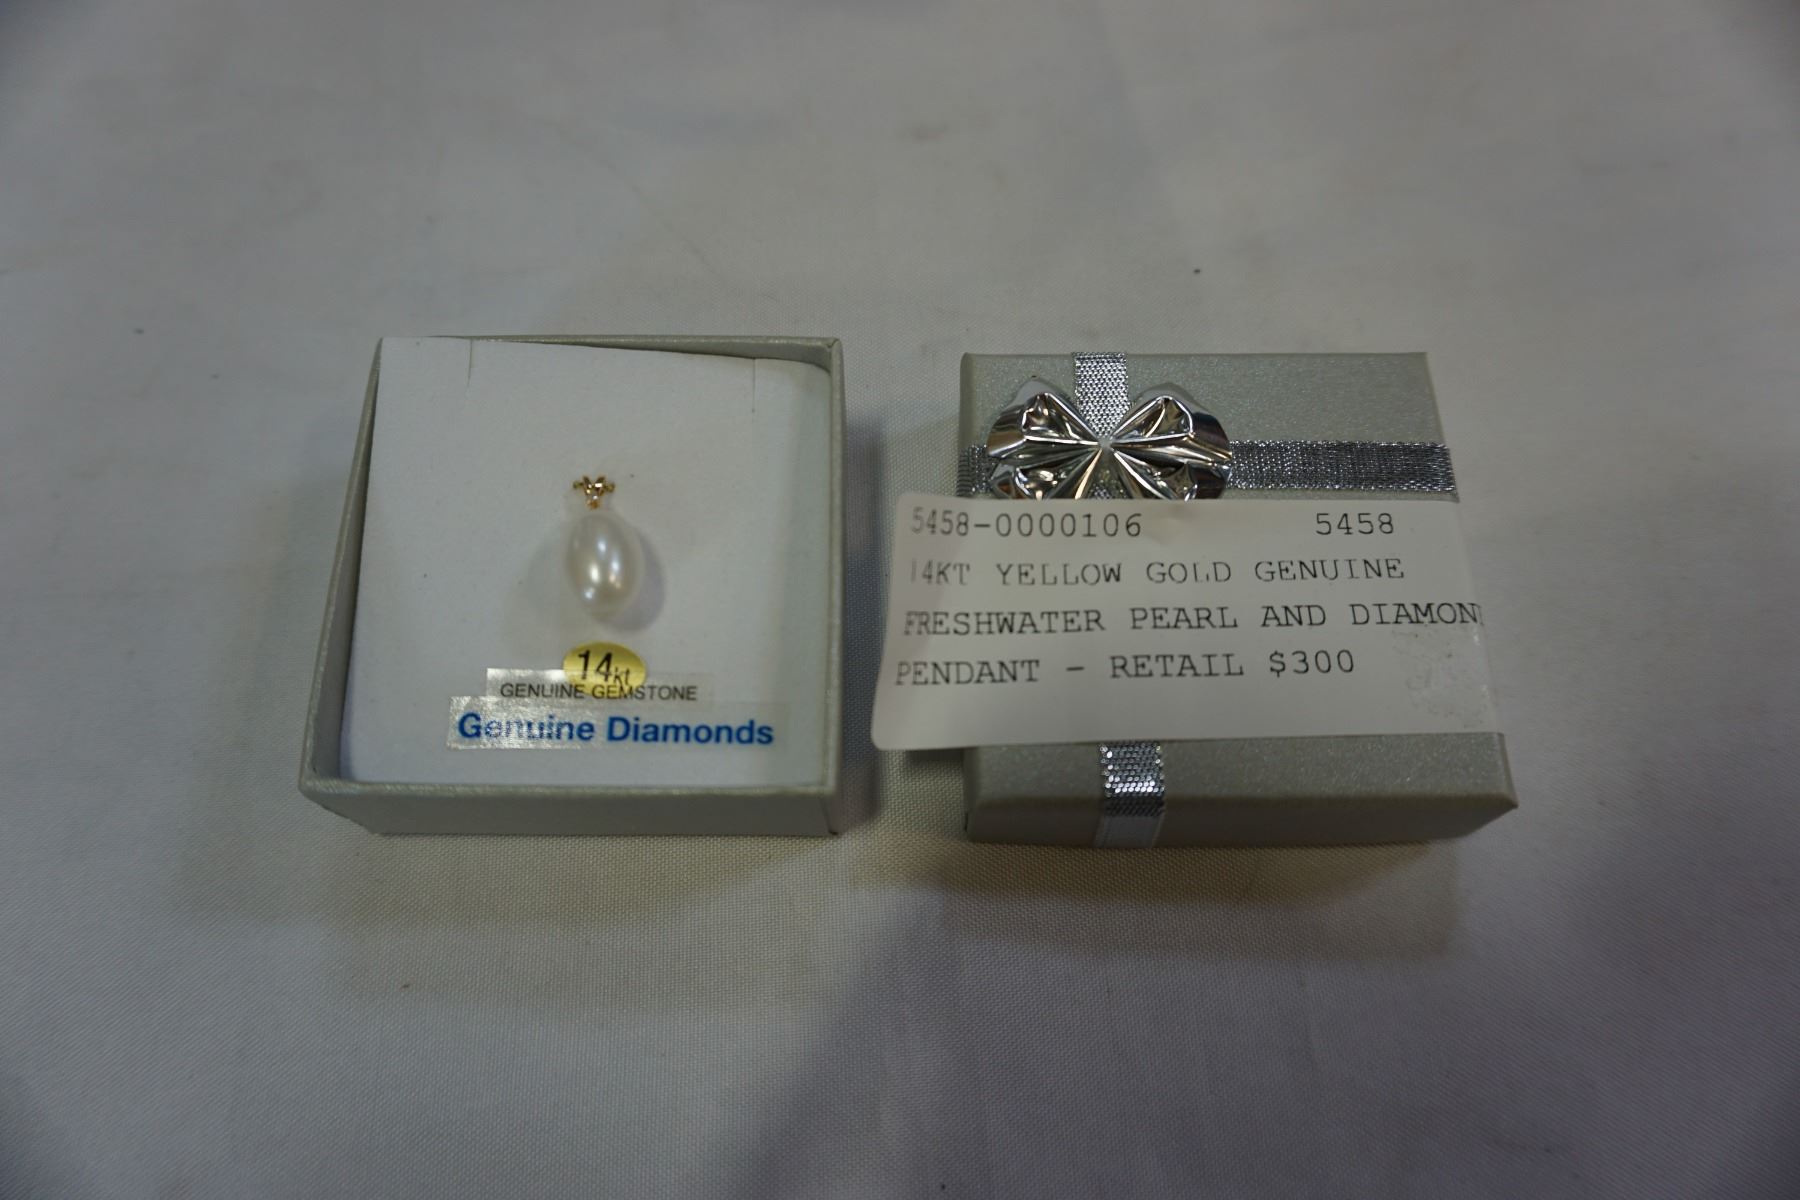 14kt
GENUINE GEMSTONE
Genuine Diamonds
5458-0000106 5458
14KT YELLOW GOLD GENUINE
FRESHWATER PEARL AND DIAMON
PENDANT - RETAIL $300